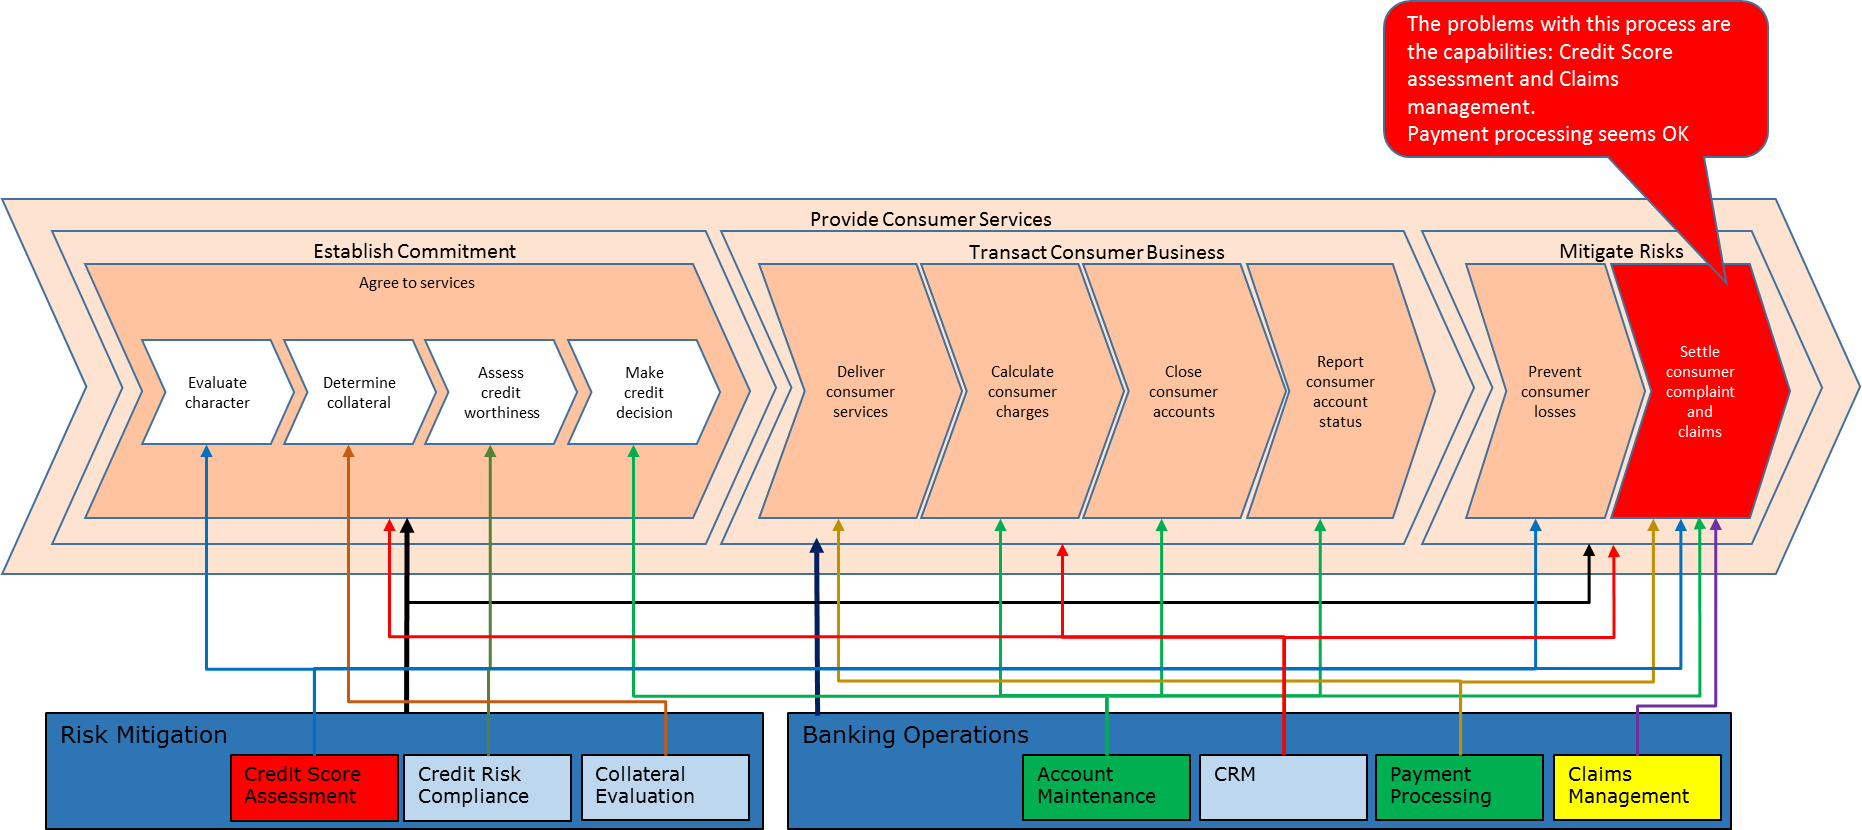 The problems with this process are
the capabilities: Credit Score
assessment and Claims
management.
Payment processing seems OK
Provide Consumer Services
Establish Commitment
Transact Consumer Business
Mitigate Risks
Agree to services
Evaluate
character
Determine
collateral
Assess
credit
worthiness
Make
credit
decision
Deliver
consumer
services
Calculate
consumer
charges
Close
consumer
accounts
Report
consumer
account
status
Prevent
consumer
losses
Settle
consumer
complaint
and
claims
Risk Mitigation
Credit Score
Assessment
Credit Risk
Compliance
Collateral
Evaluation
Banking Operations
Account
Maintenance
CRM
Payment
Processing
Claims
Management